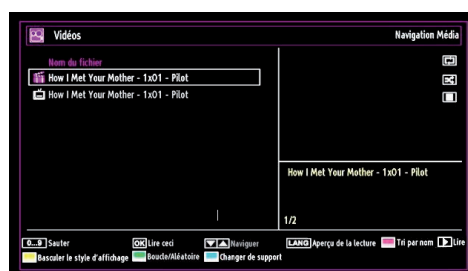 Vidéos
Navigation Média
Nom du fichier
How I Met Your Mother - 1x01 - Pilot
How I Met Your Mother - 1x01 - Pilot
How I Met Your Mother - 1x01 - Pilot
1/2
0...9 Sauter OK Lire ceci Naviguer LANG Aperçu de la lecture Tri par nom Lire
Basculer le style d'affichage Boucle/Aléatoire Changer de support